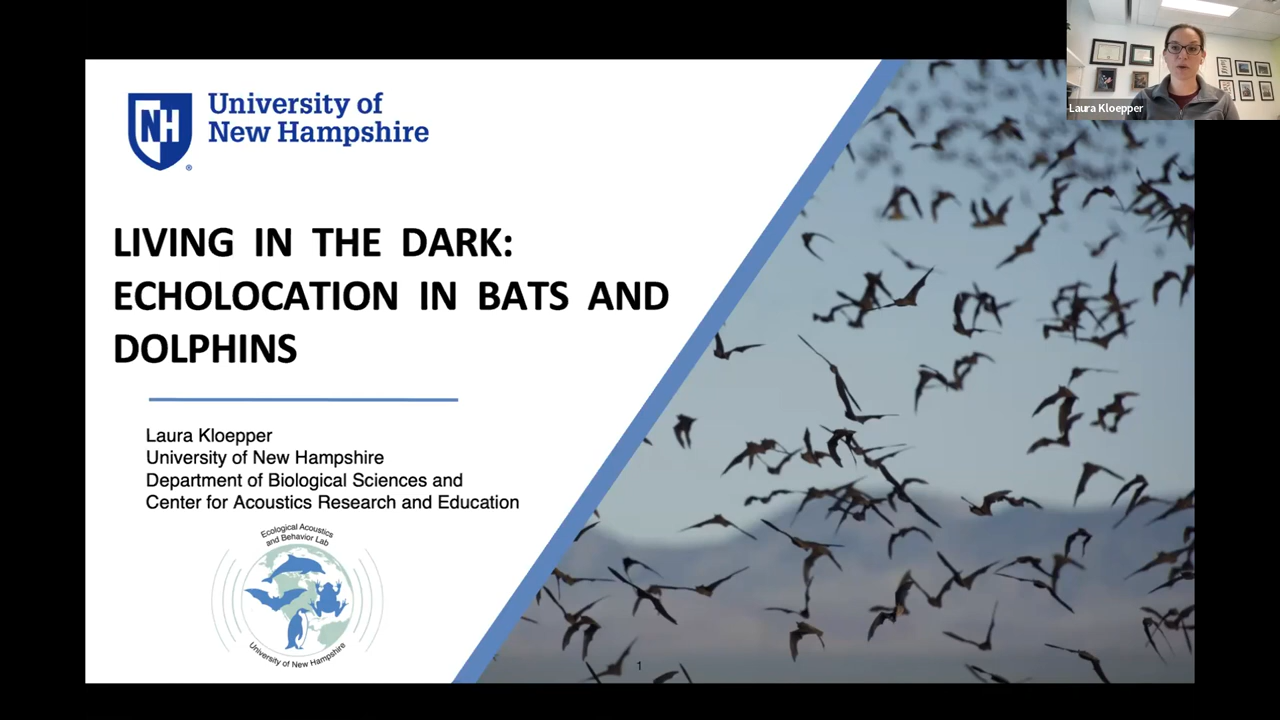 Laura Kloepper
NH
®
University of
New Hampshire
LIVING IN THE DARK:
ECHOLOCATION IN BATS AND
DOLPHINS
Laura Kloepper
University of New Hampshire
Department of Biological Sciences and
Center for Acoustics Research and Education
Ecological Acoustics
and Behavior Lab
University of New Hampshire
1